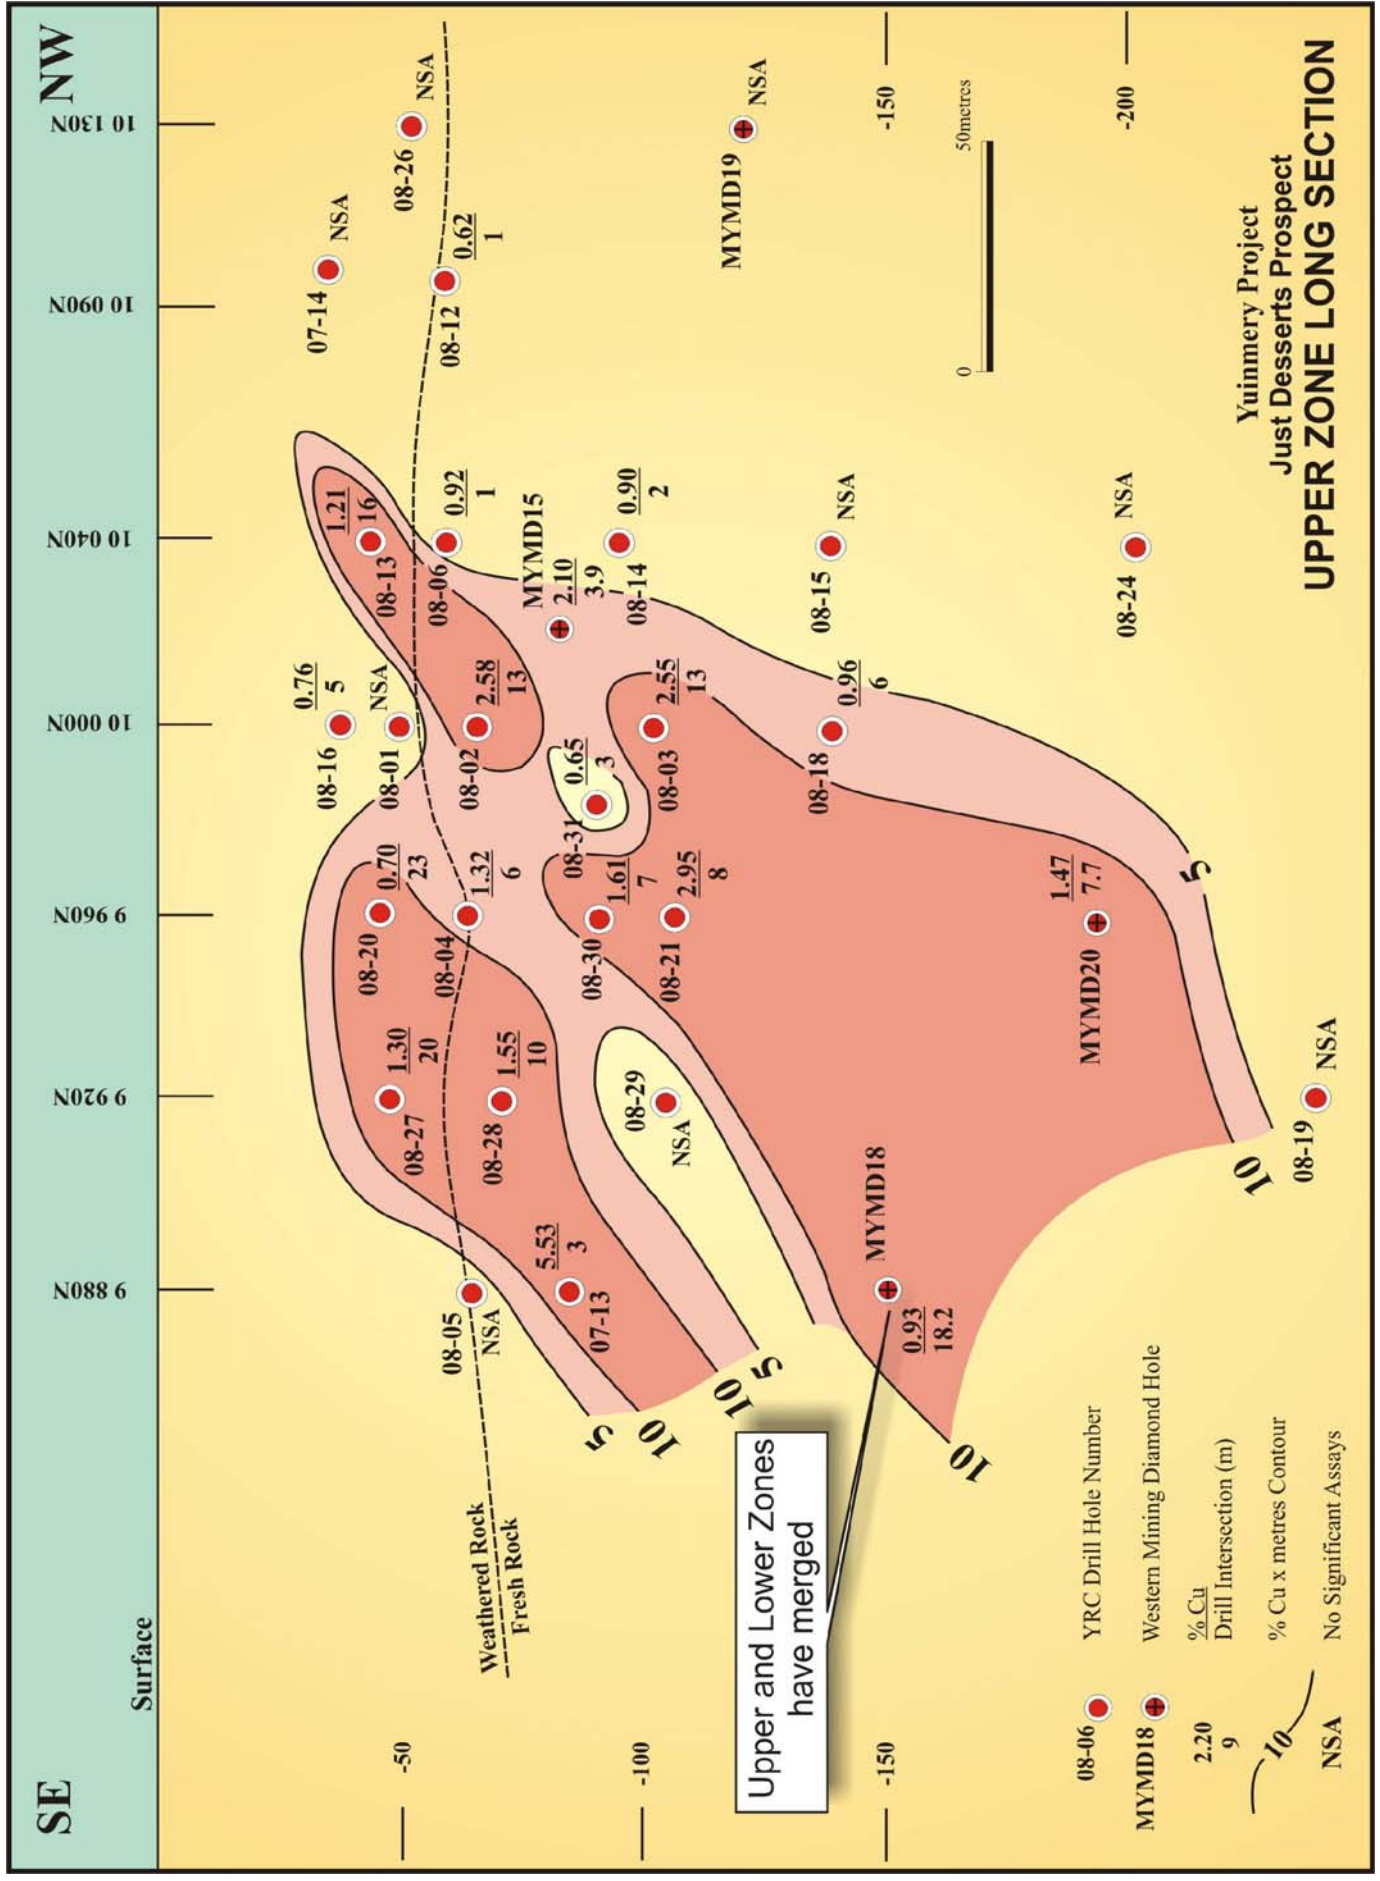 SE
NW
Surface
9 880N
9 920N
9 960N
10 000N
10 040N
10 090N
10 130N
-50
-100
-150
-150
-200
Weathered Rock
Fresh Rock
08-05
NSA
5.53
3
07-13
08-27
1.30
20
08-28
1.55
10
08-29
NSA
08-20
0.70
23
08-04
1.32
6
08-30
1.61
7
08-21
2.95
8
08-16
0.76
5
08-01
NSA
08-02
2.58
13
08-31
0.65
3
08-03
2.55
13
08-18
0.96
6
08-13
1.21
16
08-06
0.92
1
MYMD15
2.10
3.9
08-14
0.90
2
08-15
NSA
08-24
NSA
07-14
NSA
08-12
0.62
1
08-26
NSA
MYMD19
NSA
MYMD18
0.93
18.2
MYMD20
1.47
7.7
08-19
NSA
5
10
10
5
10
10
5
Upper and Lower Zones
have merged
0 50metres
08-06 YRC Drill Hole Number
MYMD18 Western Mining Diamond Hole
2.20 % Cu
9 Drill Intersection (m)
10 % Cu x metres Contour
NSA No Significant Assays
Yuinmery Project
Just Desserts Prospect
UPPER ZONE LONG SECTION